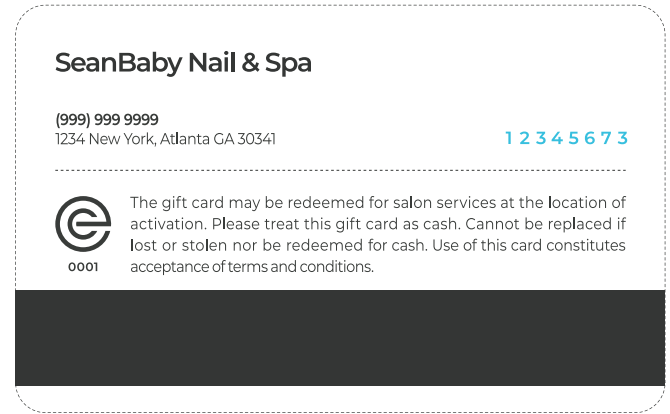 SeanBaby Nail & Spa
(999) 999 9999
1234 New York, Atlanta GA 30341
1 2 3 4 5 6 7 3
The gift card may be redeemed for salon services at the location of
activation. Please treat this gift card as cash. Cannot be replaced if
lost or stolen nor be redeemed for cash. Use of this card constitutes
acceptance of terms and conditions.
0001